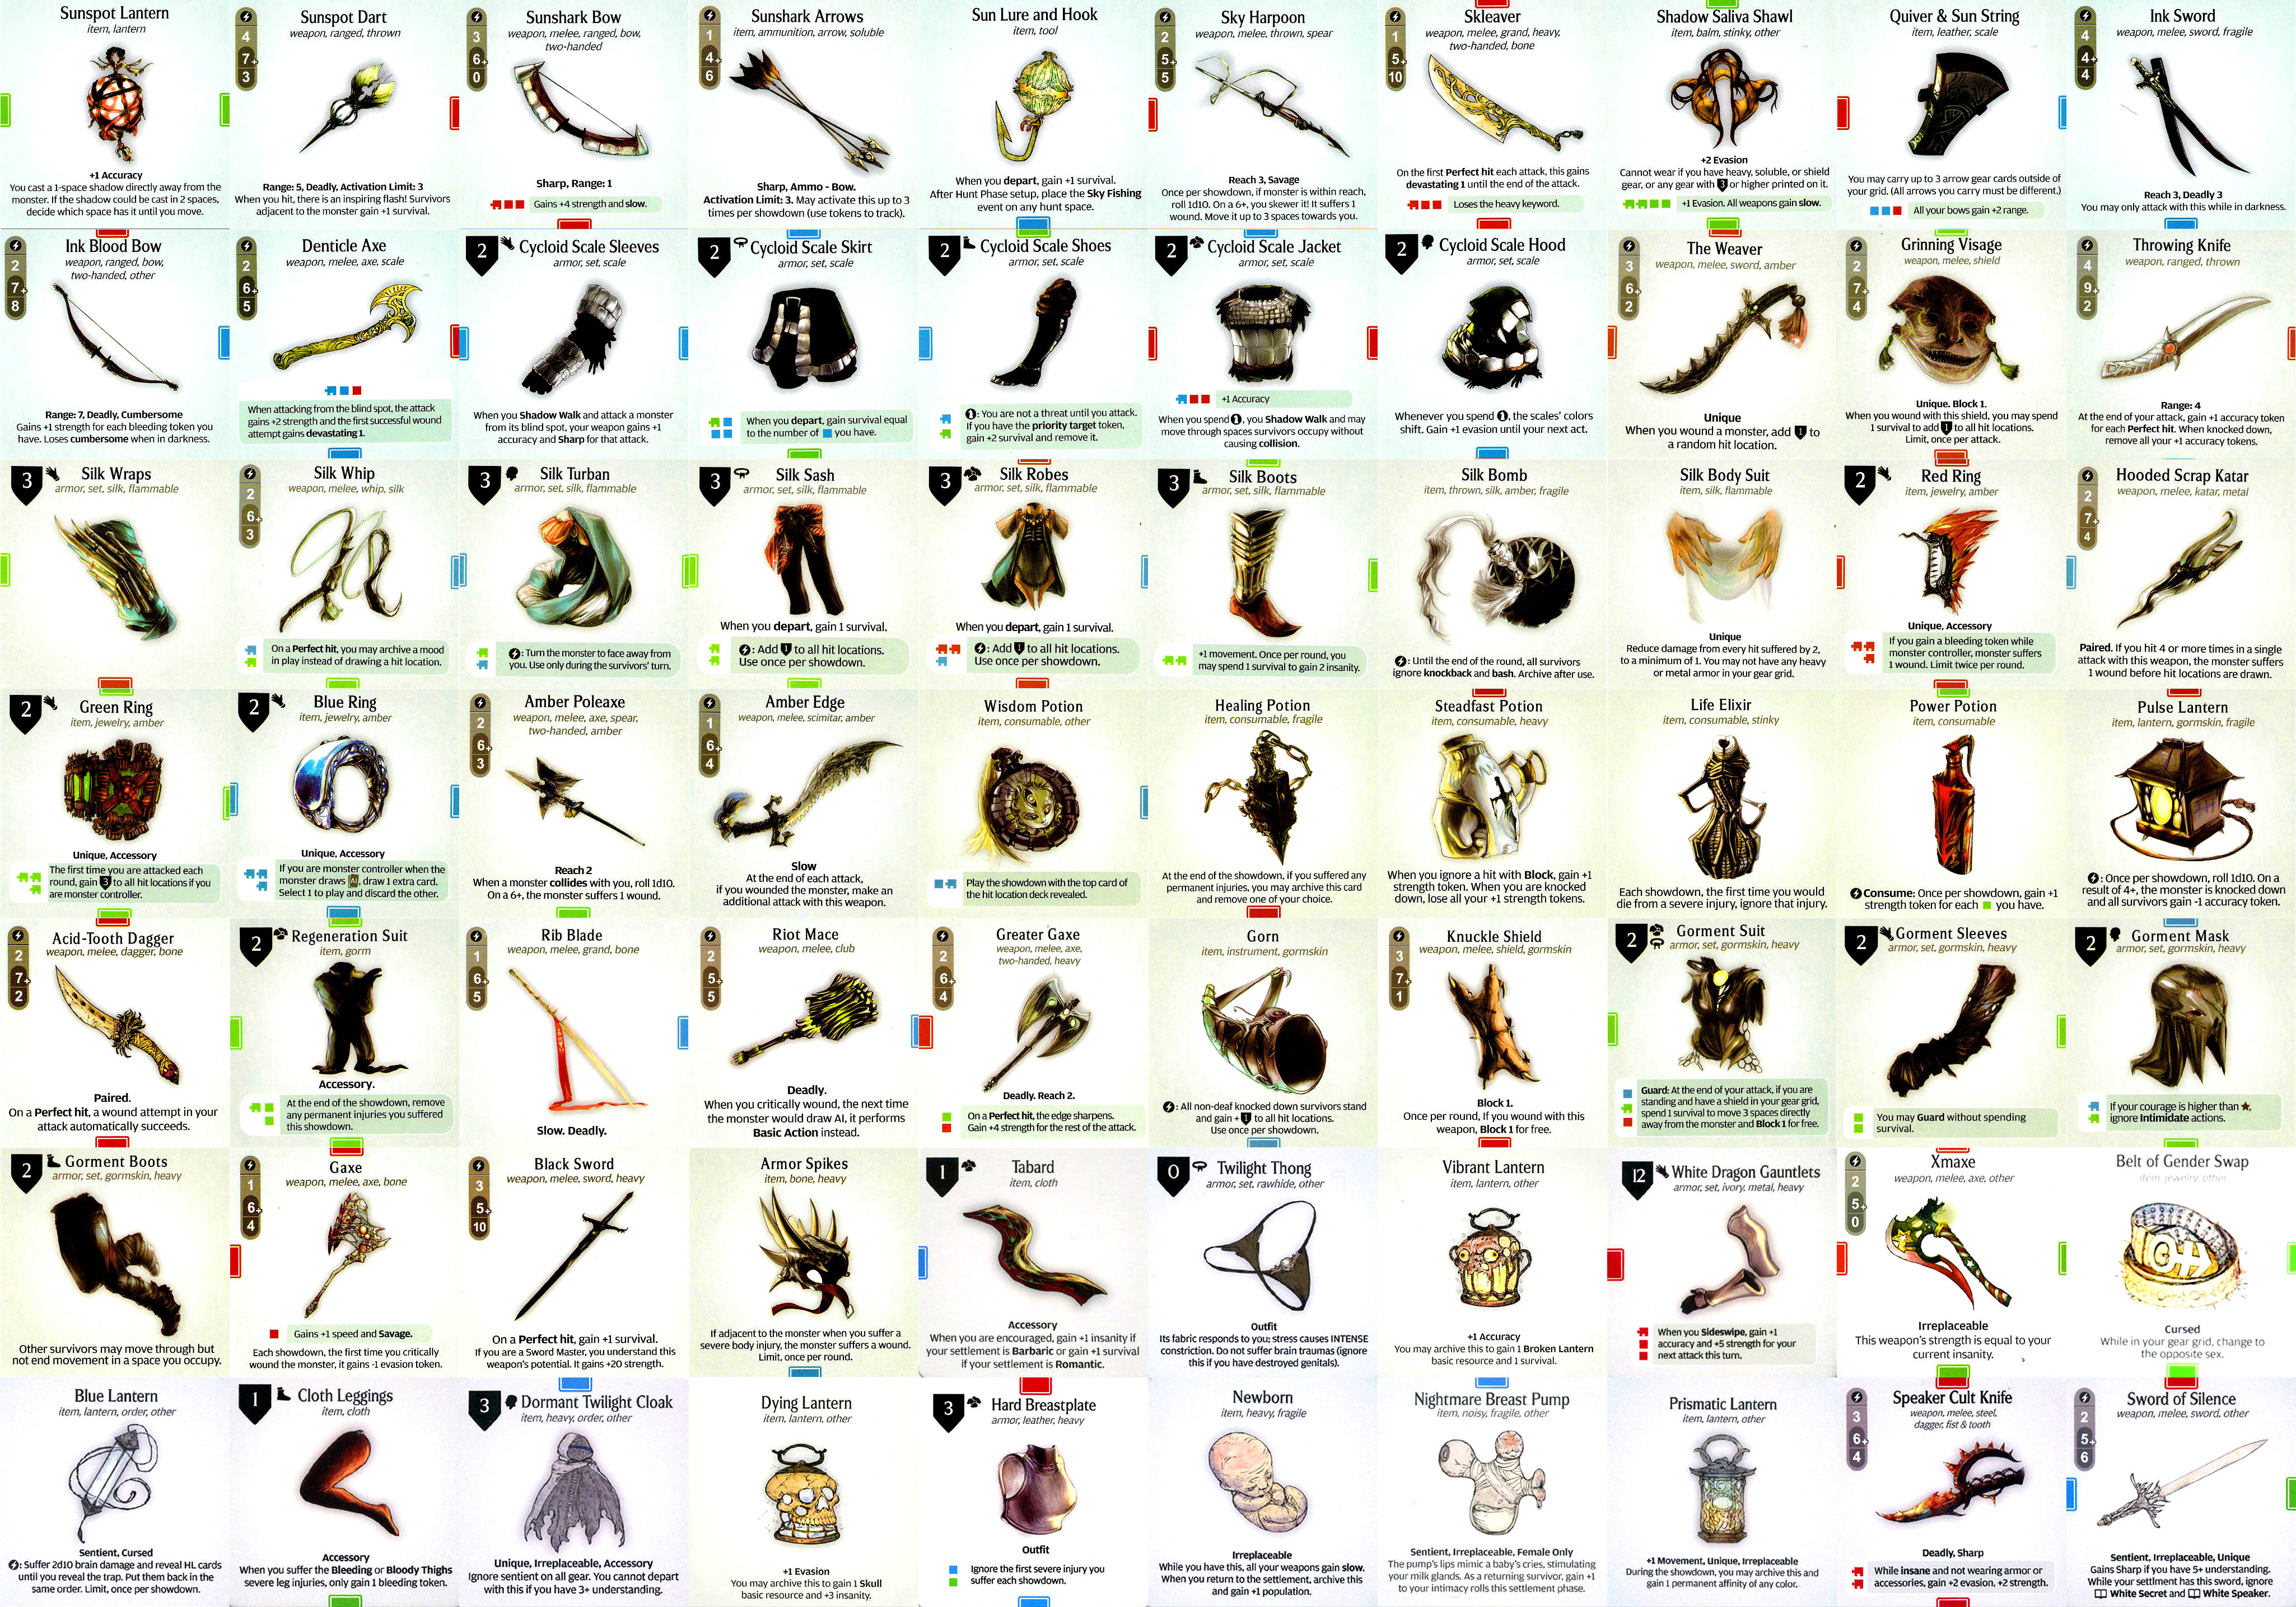 Sunspot Lantern
item, lantern
+1 Accuracy
You cast a 1-space shadow directly away from the
monster. If the shadow could be cast in 2 spaces,
decide which space has it until you move.
Sunspot Dart
weapon, ranged, thrown
4
7+
3
Range: 5, Deadly, Activation Limit: 3
When you hit, there is an inspiring flash! Survivors
adjacent to the monster gain +1 survival.
Sunshark Bow
weapon, melee, ranged, bow,
two-handed
3
6+
0
Sharp, Range: 1
Gains +4 strength and slow.
Sunshark Arrows
item, ammunition, arrow, soluble
1
4+
6
Sharp, Ammo - Bow.
Activation Limit: 3. May activate this up to 3
times per showdown (use tokens to track).
Sun Lure and Hook
item, tool
When you depart, gain +1 survival.
After Hunt Phase setup, place the Sky Fishing
event on any hunt space.
Sky Harpoon
weapon, melee, thrown, spear
2
5+
5
Reach 3, Savage
Once per showdown, if monster is within reach,
roll 1d10. On a 6+, you skewer it! It suffers 1
wound. Move it up to 3 spaces towards you.
Skleaver
weapon, melee, grand, heavy,
two-handed, bone
1
5+
10
On the first Perfect hit each attack, this gains
devastating 1 until the end of the attack.
Loses the heavy keyword.
Shadow Saliva Shawl
item, balm, stinky, other
+2 Evasion
Cannot wear if you have heavy, soluble, or shield
gear, or any gear with 3 or higher printed on it.
+1 Evasion. All weapons gain slow.
Quiver & Sun String
item, leather, scale
You may carry up to 3 arrow gear cards outside of
your grid. (All arrows you carry must be different.)
All your bows gain +2 range.
Ink Sword
weapon, melee, sword, fragile
4
4+
4
Reach 3, Deadly 3
You may only attack with this while in darkness.
Ink Blood Bow
weapon, ranged, bow,
two-handed, other
2
7+
8
Range: 7, Deadly, Cumbersome
Gains +1 strength for each bleeding token you
have. Loses cumbersome when in darkness.
Denticle Axe
weapon, melee, axe, scale
2
6+
5
When attacking from the blind spot, the attack
gains +2 strength and the first successful wound
attempt gains devastating 1.
2
Cycloid Scale Sleeves
armor, set, scale
When you Shadow Walk and attack a monster
from its blind spot, your weapon gains +1
accuracy and Sharp for that attack.
2
Cycloid Scale Skirt
armor, set, scale
When you depart, gain survival equal
to the number of you have.
2
Cycloid Scale Shoes
armor, set, scale
: You are not a threat until you attack.
If you have the priority target token,
gain +2 survival and remove it.
2
Cycloid Scale Jacket
armor, set, scale
+1 Accuracy
When you spend , you Shadow Walk and may
move through spaces survivors occupy without
causing collision.
2
Cycloid Scale Hood
armor, set, scale
Whenever you spend , the scales' colors
shift. Gain +1 evasion until your next act.
The Weaver
weapon, melee, sword, amber
3
6+
2
Unique
When you wound a monster, add 1 to
a random hit location.
Grinning Visage
weapon, melee, shield
2
7+
4
Unique. Block 1.
When you wound with this shield, you may spend
1 survival to add 1 to all hit locations.
Limit, once per attack.
Throwing Knife
weapon, ranged, thrown
4
9+
2
Range: 4
At the end of your attack, gain +1 accuracy token
for each Perfect hit. When knocked down,
remove all your +1 accuracy tokens.
3
Silk Wraps
armor, set, silk, flammable
Silk Whip
weapon, melee, whip, silk
2
6+
3
On a Perfect hit, you may archive a mood
in play instead of drawing a hit location.
3
Silk Turban
armor, set, silk, flammable
: Turn the monster to face away from
you. Use only during the survivors' turn.
3
Silk Sash
armor, set, silk, flammable
When you depart, gain 1 survival.
: Add 1 to all hit locations.
Use once per showdown.
3
Silk Robes
armor, set, silk, flammable
When you depart, gain 1 survival.
: Add 1 to all hit locations.
Use once per showdown.
3
Silk Boots
armor, set, silk, flammable
+1 movement. Once per round, you
may spend 1 survival to gain 2 insanity.
Silk Bomb
item, thrown, silk, amber, fragile
: Until the end of the round, all survivors
ignore knockback and bash. Archive after use.
Silk Body Suit
item, silk, flammable
Unique
Reduce damage from every hit suffered by 2,
to a minimum of 1. You may not have any heavy
or metal armor in your gear grid.
2
Red Ring
item, jewelry, amber
Unique, Accessory
If you gain a bleeding token while
monster controller, monster suffers
1 wound. Limit twice per round.
Hooded Scrap Katar
weapon, melee, katar, metal
2
7+
4
Paired. If you hit 4 or more times in a single
attack with this weapon, the monster suffers
1 wound before hit locations are drawn.
2
Green Ring
item, jewelry, amber
Unique, Accessory
The first time you are attacked each
round, gain 3 to all hit locations if you
are monster controller.
2
Blue Ring
item, jewelry, amber
Unique, Accessory
If you are monster controller when the
monster draws AI, draw 1 extra card.
Select 1 to play and discard the other.
Amber Poleaxe
weapon, melee, axe, spear,
two-handed, amber
2
6+
3
Reach 2
When a monster collides with you, roll 1d10.
On a 6+, the monster suffers 1 wound.
Amber Edge
weapon, melee, scimitar, amber
1
6+
4
Slow
At the end of each attack,
if you wounded the monster, make an
additional attack with this weapon.
Wisdom Potion
item, consumable, other
Play the showdown with the top card of
the hit location deck revealed.
Healing Potion
item, consumable, fragile
At the end of the showdown, if you suffered any
permanent injuries, you may archive this card
and remove one of your choice.
Steadfast Potion
item, consumable, heavy
When you ignore a hit with Block, gain +1
strength token. When you are knocked
down, lose all your +1 strength tokens.
Life Elixir
item, consumable, stinky
Each showdown, the first time you would
die from a severe injury, ignore that injury.
Power Potion
item, consumable
Consume: Once per showdown, gain +1
strength token for each you have.
Pulse Lantern
item, lantern, gormskin, fragile
: Once per showdown, roll 1d10. On a
result of 4+, the monster is knocked down
and all survivors gain -1 accuracy token.
Acid-Tooth Dagger
weapon, melee, dagger, bone
2
7+
2
Paired.
On a Perfect hit, a wound attempt in your
attack automatically succeeds.
2
Regeneration Suit
item, gorm
Accessory.
At the end of the showdown, remove
any permanent injuries you suffered
this showdown.
Rib Blade
weapon, melee, grand, bone
1
6+
5
Slow. Deadly.
Riot Mace
weapon, melee, club
2
5+
5
Deadly.
When you critically wound, the next time
the monster would draw AI, it performs
Basic Action instead.
Greater Gaxe
weapon, melee, axe,
two-handed, heavy
2
6+
4
Deadly. Reach 2.
On a Perfect hit, the edge sharpens.
Gain +4 strength for the rest of the attack.
Gorn
item, instrument, gormskin
: All non-deaf knocked down survivors stand
and gain +1 to all hit locations.
Use once per showdown.
Knuckle Shield
weapon, melee, shield, gormskin
3
7+
1
Block 1.
Once per round, If you wound with this
weapon, Block 1 for free.
2
Gorment Suit
armor, set, gormskin, heavy
Guard: At the end of your attack, if you are
standing and have a shield in your gear grid,
spend 1 survival to move 3 spaces directly
away from the monster and Block 1 for free.
2
Gorment Sleeves
armor, set, gormskin, heavy
You may Guard without spending
survival.
2
Gorment Mask
armor, set, gormskin, heavy
If your courage is higher than ★,
ignore Intimidate actions.
2
Gorment Boots
armor, set, gormskin, heavy
Other survivors may move through but
not end movement in a space you occupy.
Gaxe
weapon, melee, axe, bone
1
6+
4
Gains +1 speed and Savage.
Each showdown, the first time you critically
wound the monster, it gains -1 evasion token.
Black Sword
weapon, melee, sword, heavy
3
5+
10
On a Perfect hit, gain +1 survival.
If you are a Sword Master, you understand this
weapon's potential. It gains +20 strength.
Armor Spikes
item, bone, heavy
If adjacent to the monster when you suffer a
severe body injury, the monster suffers a wound.
Limit, once per round.
1
Tabard
item, cloth
Accessory
When you are encouraged, gain +1 insanity if
your settlement is Barbaric or gain +1 survival
if your settlement is Romantic.
0
Twilight Thong
armor, set, rawhide, other
Outfit
Its fabric responds to you; stress causes INTENSE
constriction. Do not suffer brain traumas (ignore
this if you have destroyed genitals).
Vibrant Lantern
item, lantern, other
+1 Accuracy
You may archive this to gain 1 Broken Lantern
basic resource and 1 survival.
12
White Dragon Gauntlets
armor, set, ivory, metal, heavy
When you Sideswipe, gain +1
accuracy and +5 strength for your
next attack this turn.
Xmaxe
weapon, melee, axe, other
2
5+
0
Irreplaceable
This weapon's strength is equal to your
current insanity.
Belt of Gender Swap
item, jewelry, other
Cursed
While in your gear grid, change to
the opposite sex.
Blue Lantern
item, lantern, order, other
Sentient, Cursed
: Suffer 2d10 brain damage and reveal HL cards
until you reveal the trap. Put them back in the
same order. Limit, once per showdown.
1
Cloth Leggings
item, cloth
Accessory
When you suffer the Bleeding or Bloody Thighs
severe leg injuries, only gain 1 bleeding token.
3
Dormant Twilight Cloak
item, heavy, order, other
Unique, Irreplaceable, Accessory
Ignore sentient on all gear. You cannot depart
with this if you have 3+ understanding.
Dying Lantern
item, lantern, other
+1 Evasion
You may archive this to gain 1 Skull
basic resource and +3 insanity.
3
Hard Breastplate
armor, leather, heavy
Outfit
Ignore the first severe injury you
suffer each showdown.
Newborn
item, heavy, fragile
Irreplaceable
While you have this, all your weapons gain slow.
When you return to the settlement, archive this
and gain +1 population.
Nightmare Breast Pump
item, noisy, fragile, other
Sentient, Irreplaceable, Female Only
The pump's lips mimic a baby's cries, stimulating
your milk glands. As a returning survivor, gain +1
to your intimacy rolls this settlement phase.
Prismatic Lantern
item, lantern, other
+1 Movement, Unique, Irreplaceable
During the showdown, you may archive this and
gain 1 permanent affinity of any color.
Speaker Cult Knife
weapon, melee, steel,
dagger, fist & tooth
3
6+
4
Deadly, Sharp
While insane and not wearing armor or
accessories, gain +2 evasion, +2 strength.
Sword of Silence
weapon, melee, sword, other
2
5+
6
Sentient, Irreplaceable, Unique
Gains Sharp if you have 5+ understanding.
While your settlment has this sword, ignore
White Secret and White Speaker.